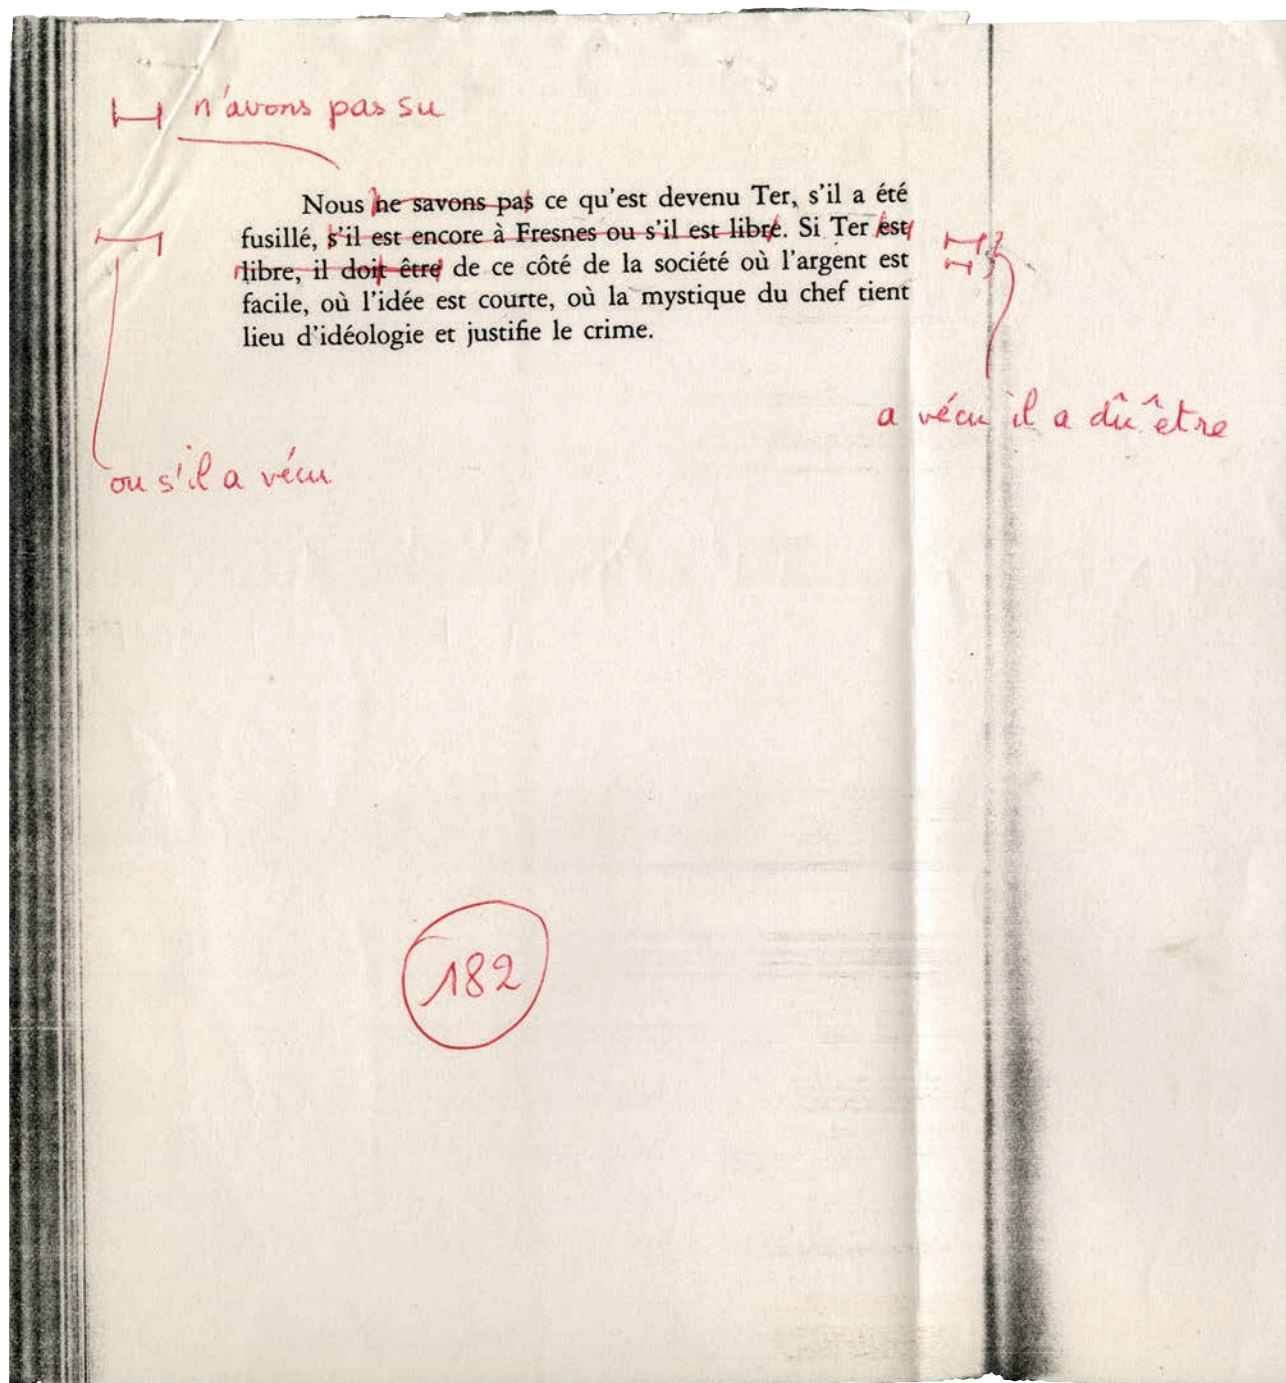 n'avons pas su
Nous ne savons pas ce qu'est devenu Ter, s'il a été
fusillé, s'il est encore à Fresnes ou s'il est libre. Si Ter est
libre, il doit être de ce côté de la société où l'argent est
facile, où l'idée est courte, où la mystique du chef tient
lieu d'idéologie et justifie le crime.
a vécu il a dû être
ou s'il a vécu
182